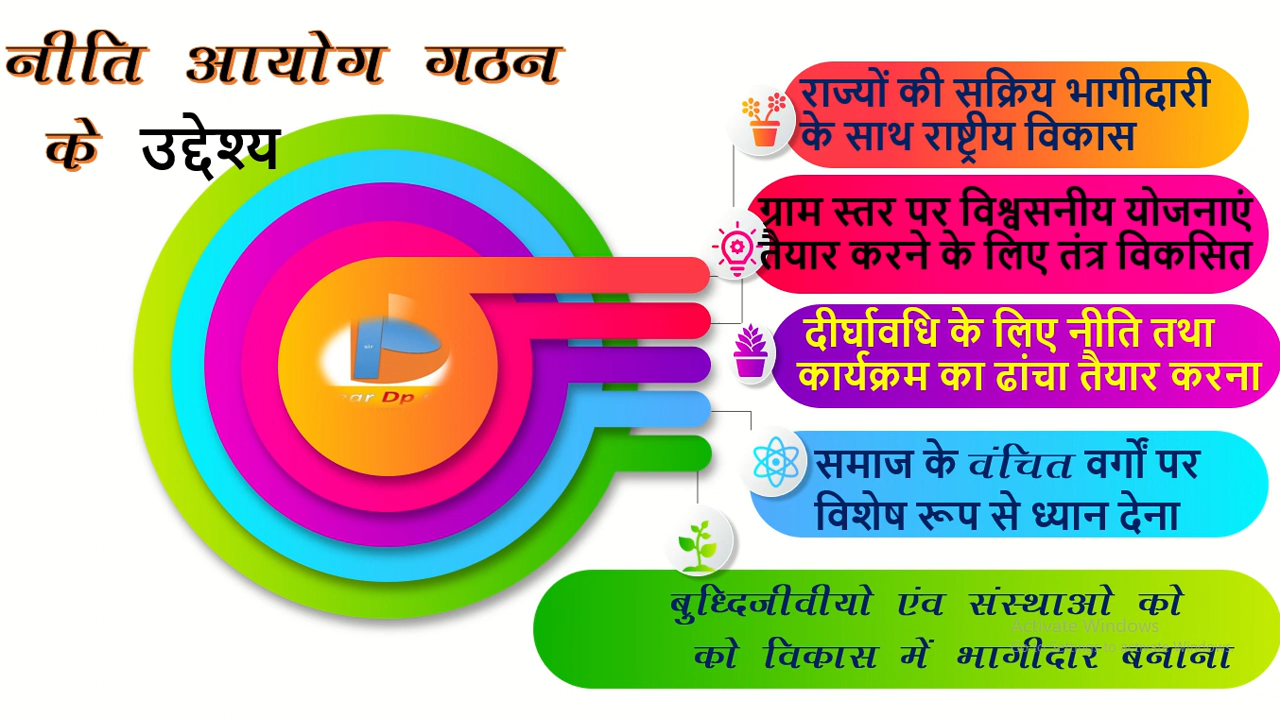 नीति आयोग गठन
के उद्देश्य
राज्यों की सक्रिय भागीदारी
के साथ राष्ट्रीय विकास
ग्राम स्तर पर विश्वसनीय योजनाएं
तैयार करने के लिए तंत्र विकसित
दीर्घावधि के लिए नीति तथा
कार्यक्रम का ढांचा तैयार करना
समाज के वंचित वर्गों पर
विशेष रूप से ध्यान देना
बुध्दिजीवीयो एंव संस्थाओ को
को विकास में भागीदार बनाना
Activate Windows
Dp